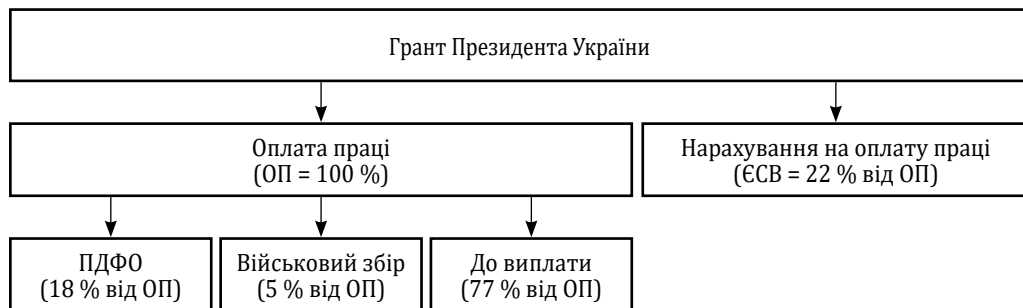 Грант Президента України
Оплата праці
(ОП = 100 %)
Нарахування на оплату праці
(ЄСВ = 22 % від ОП)
ПДФО
(18 % від ОП)
Військовий збір
(5 % від ОП)
До виплати
(77 % від ОП)